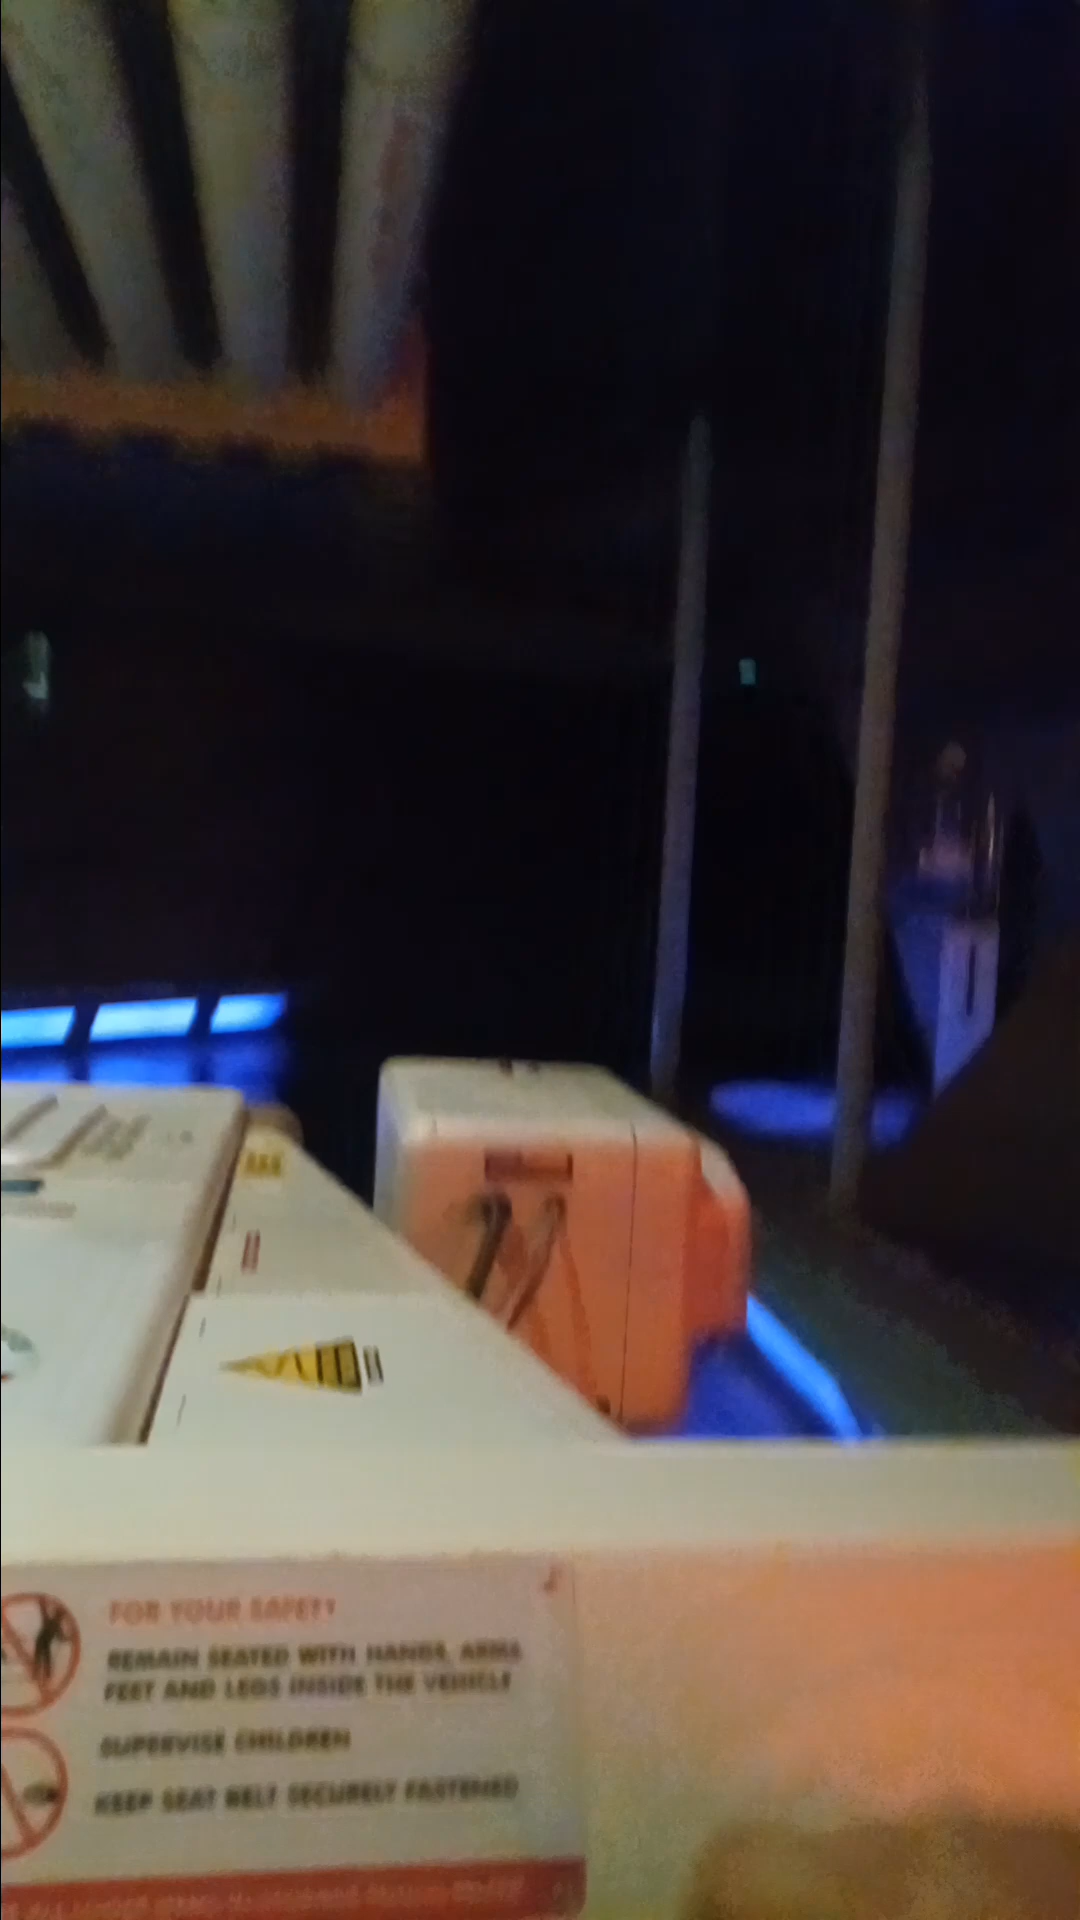 FOR YOUR SAFETY
REMAIN SEATED WITH HANDS, ARMS
FEET AND LEGS INSIDE THE VEHICLE
SUPERVISE CHILDREN
KEEP SEAT BELT SECURELY FASTENED